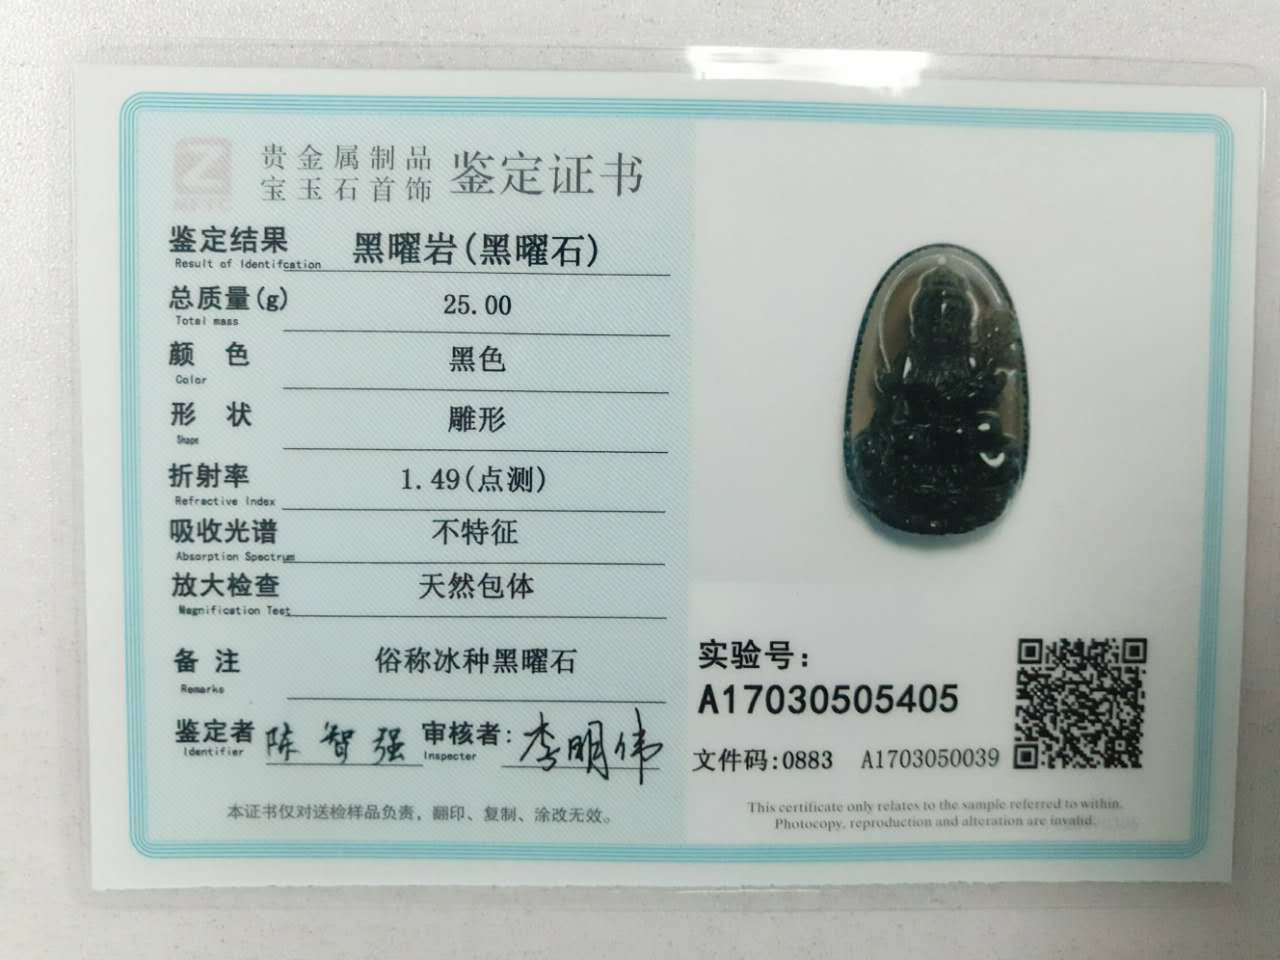 贵金属制品
宝玉石首饰
鉴定证书
鉴定结果 黑曜岩(黑曜石)
Result of Identifcation
总质量(g) 25.00
Total mass
颜 色 黑色
Color
形 状 雕形
Shape
折射率 1.49(点测)
Refractive Index
吸收光谱 不特征
Absorption Spectrum
放大检查 天然包体
Magnification Test
备 注 俗称冰种黑曜石
Remarks
鉴定者 陈智强 审核者: 李明伟
Identifier Inspecter
本证书仅对送检样品负责，翻印、复制、涂改无效。
实验号:
A17030505405
文件码:0883 A1703050039
This certificate only relates to the sample referred to within.
Photocopy, reproduction and alteration are invalid.